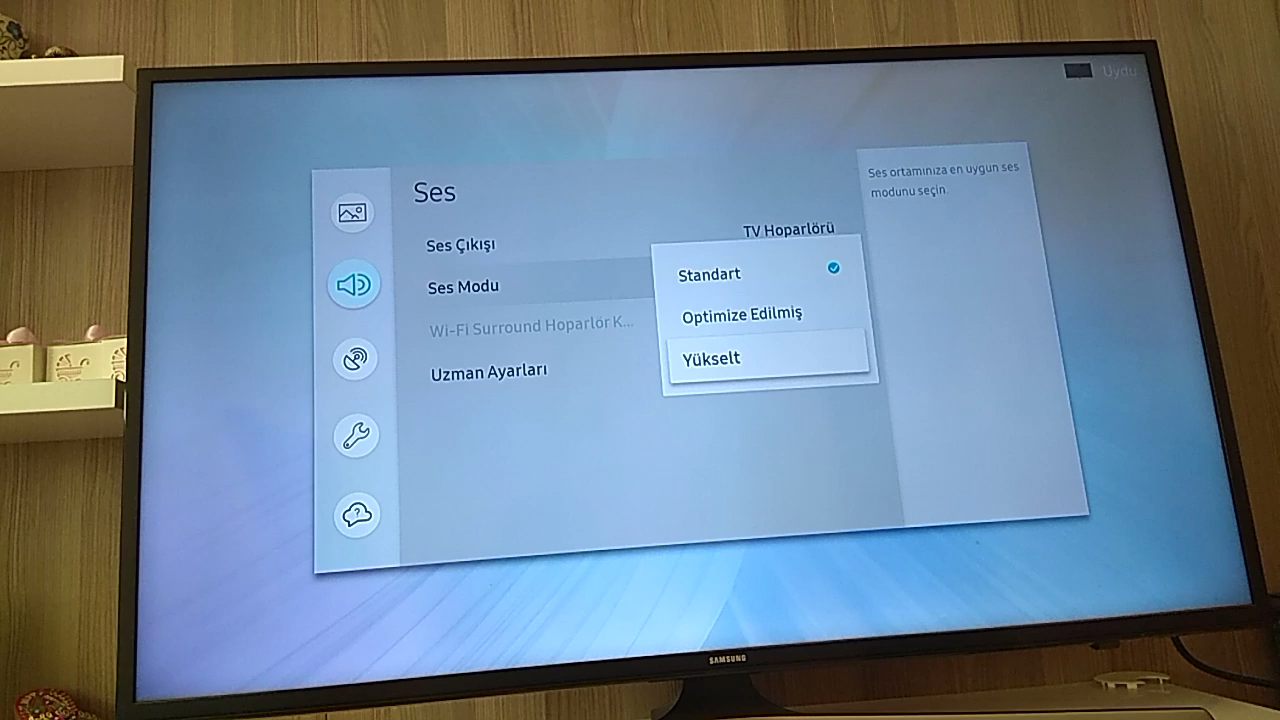 Uydu
Ses
Ses Çıkışı
TV Hoparlörü
Ses Modu
Standart
Optimize Edilmiş
Yükselt
Wi-Fi Surround Hoparlör K...
Uzman Ayarları
Ses ortamınıza en uygun ses
modunu seçin.
SAMSUNG